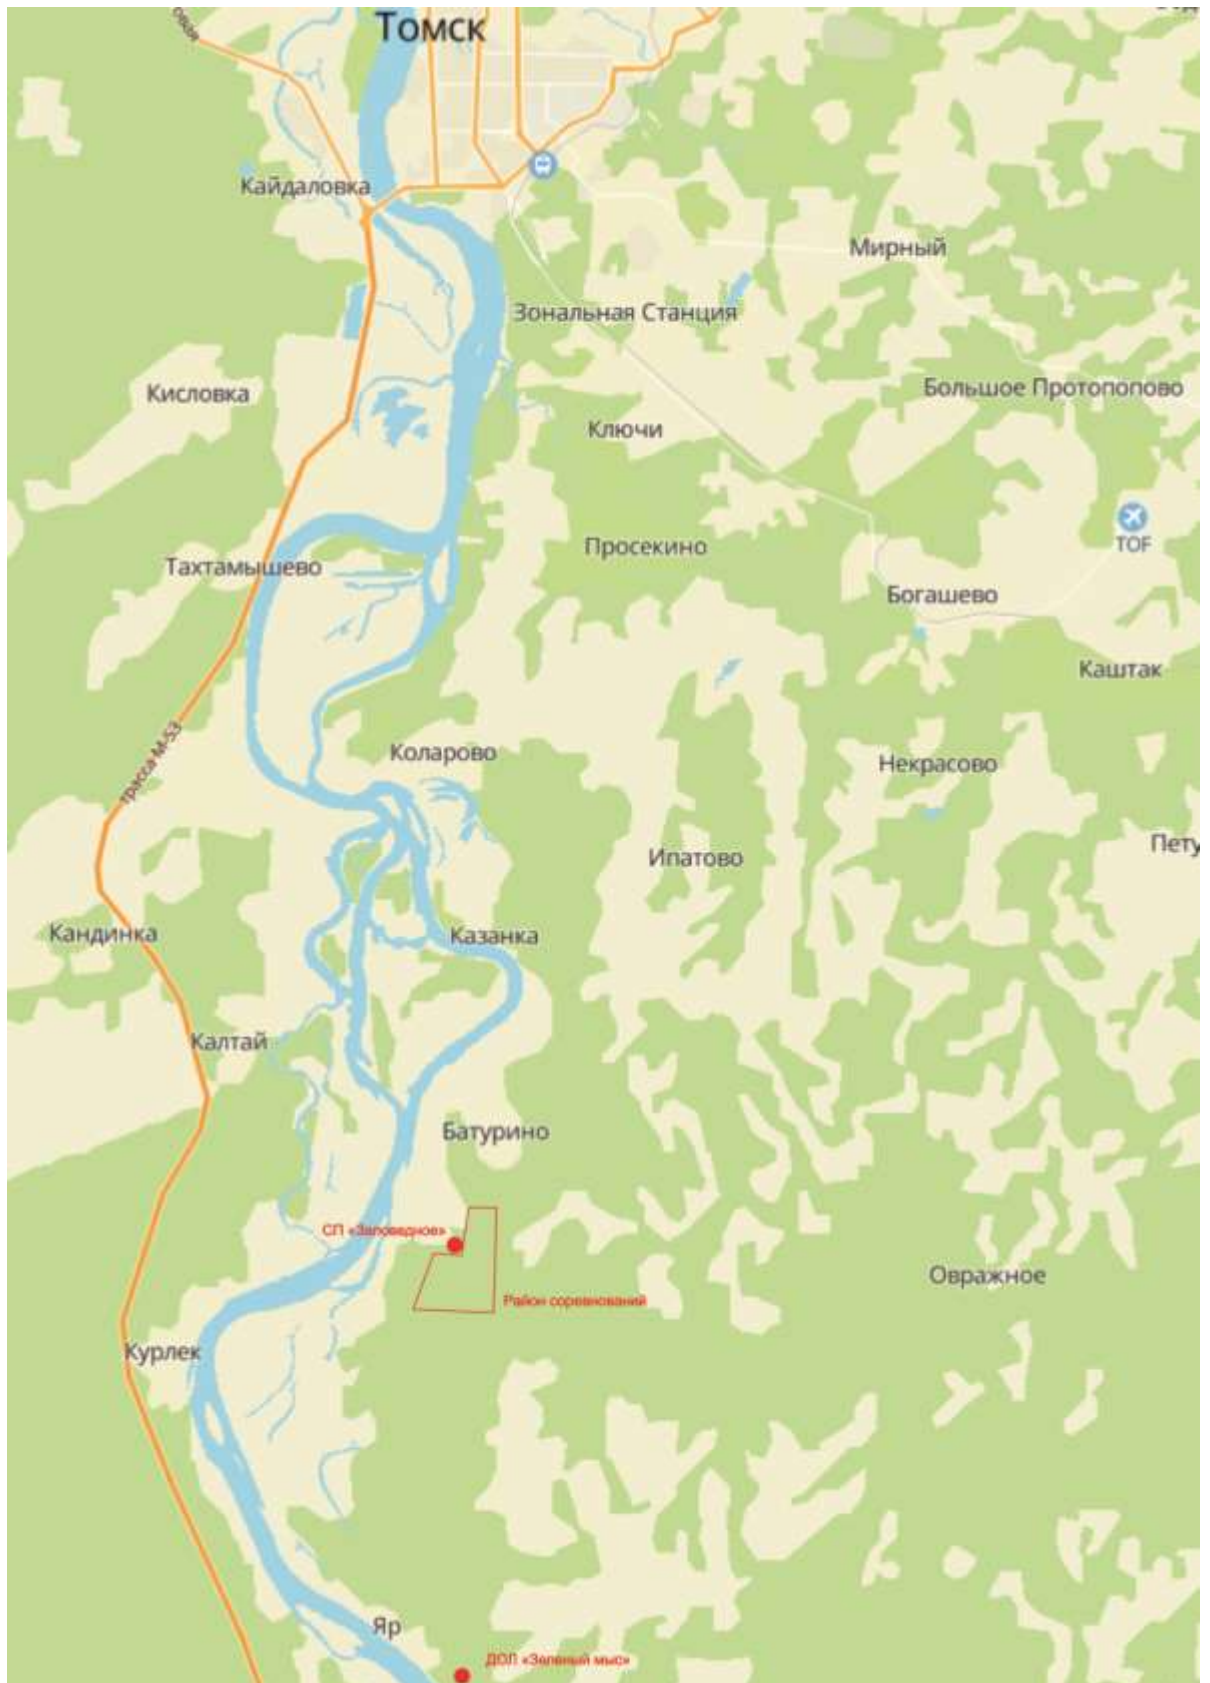 Томск
Кайдаловка
Мирный
Зональная Станция
Большое Протопопово
Кисловка
Ключи
Просекино
TOF
Тахтамышево
Богашево
Каштак
трасса М-53
Коларово
Некрасово
Пету
Ипатово
Кандинка
Казанка
Калтай
Батурино
СП «Заповедное»
Овражное
Район соревнований
Курлек
Яр
ДОЛ «Зеленый мыс»